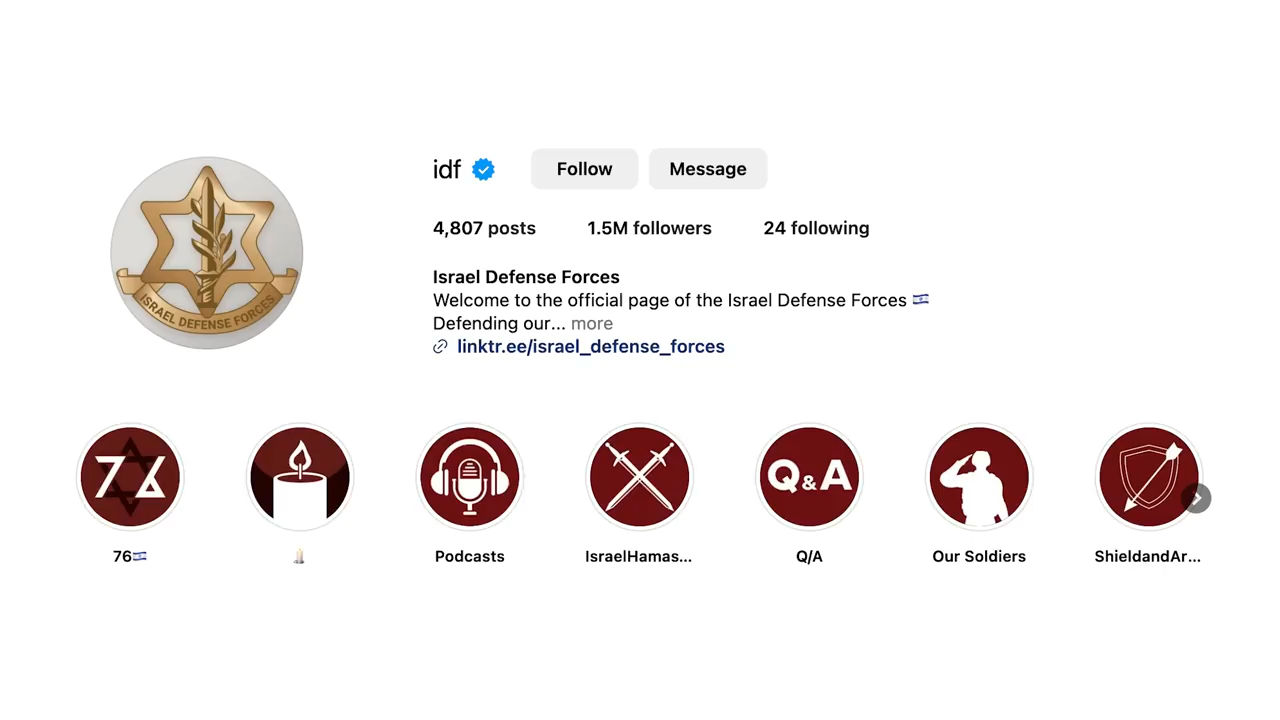 idf
Follow
Message
4,807 posts
1.5M followers
24 following
Israel Defense Forces
Welcome to the official page of the Israel Defense Forces 🇮🇱
Defending our... more
linktr.ee/israel_defense_forces
ISRAEL DEFENSE FORCES
76
Q&A
76🇮🇱
🕯️
Podcasts
IsraelHamas...
Q/A
Our Soldiers
ShieldandAr...